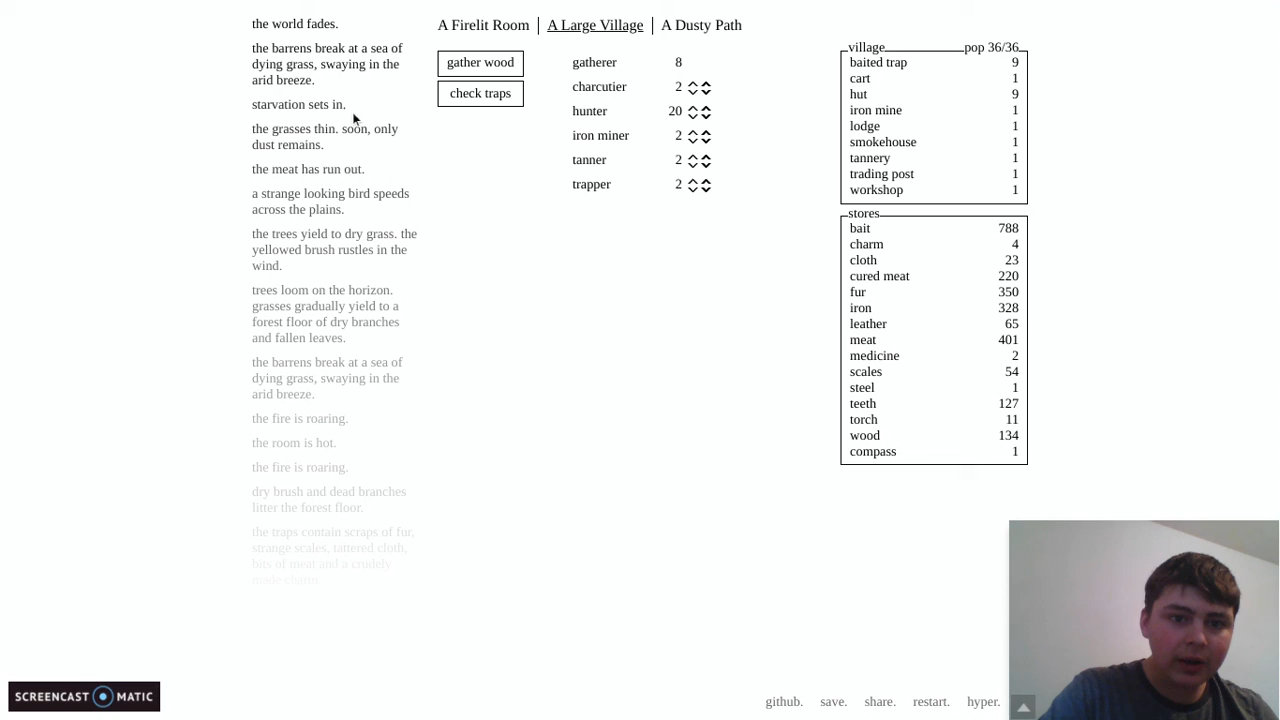 the world fades.
the barrens break at a sea of
dying grass, swaying in the
arid breeze.
starvation sets in.
the grasses thin. soon, only
dust remains.
the meat has run out.
a strange looking bird speeds
across the plains.
the trees yield to dry grass. the
yellowed brush rustles in the
wind.
trees loom on the horizon.
grasses gradually yield to a
forest floor of dry branches
and fallen leaves.
the barrens break at a sea of
dying grass, swaying in the
arid breeze.
the fire is roaring.
the room is hot.
the fire is roaring.
dry brush and dead branches
litter the forest floor.
the traps contain scraps of fur,
strange scales, tattered cloth,
bits of meat and a crudely
made charm.
A Firelit Room | A Large Village | A Dusty Path
gather wood
check traps
gatherer 8
charcutier 2
hunter 20
iron miner 2
tanner 2
trapper 2
village pop 36/36
baited trap 9
cart 1
hut 9
iron mine 1
lodge 1
smokehouse 1
tannery 1
trading post 1
workshop 1
stores
bait 788
charm 4
cloth 23
cured meat 220
fur 350
iron 328
leather 65
meat 401
medicine 2
scales 54
steel 1
teeth 127
torch 11
wood 134
compass 1
SCREENCAST MATIC
github. save. share. restart. hyper.